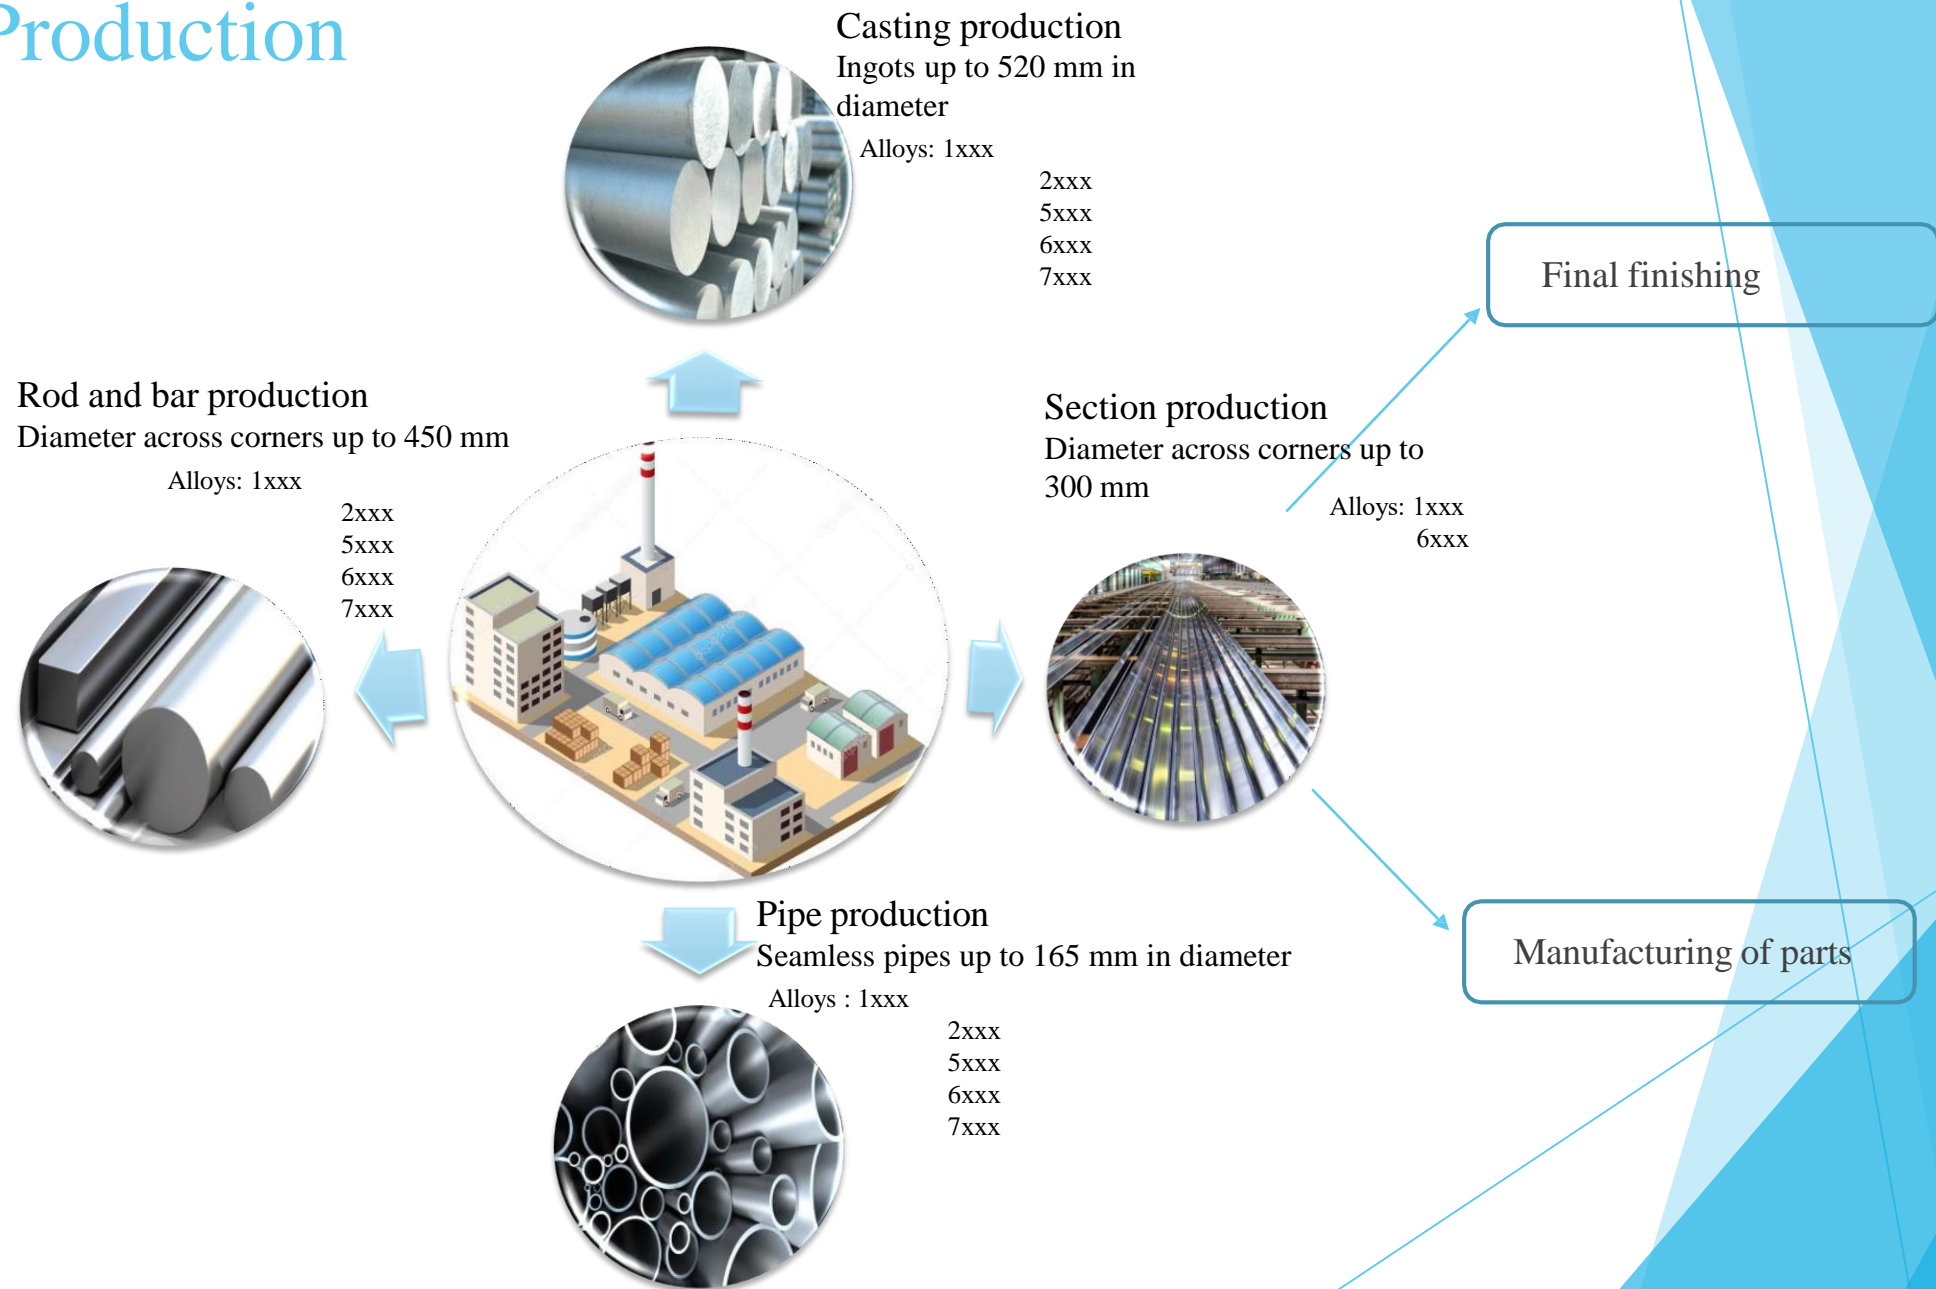 Production
Casting production
Ingots up to 520 mm in
diameter
Alloys: 1xxx
2xxx
5xxx
6xxx
7xxx
Final finishing
Rod and bar production
Diameter across corners up to 450 mm
Alloys: 1xxx
2xxx
5xxx
6xxx
7xxx
Section production
Diameter across corners up to
300 mm
Alloys: 1xxx
6xxx
Pipe production
Seamless pipes up to 165 mm in diameter
Alloys : 1xxx
2xxx
5xxx
6xxx
7xxx
Manufacturing of parts